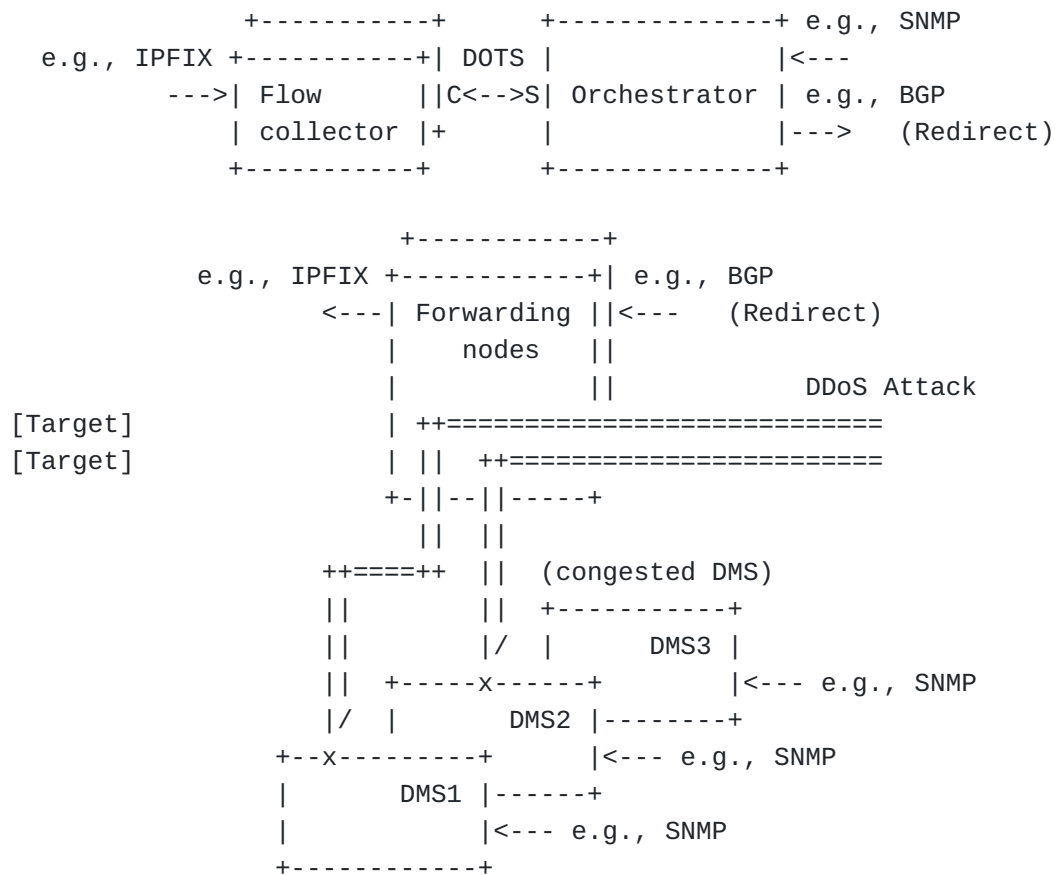 +-----------+      +--------------+ e.g., SNMP
  e.g., IPFIX +-----------+| DOTS |              |<---
          --->| Flow      ||C<-->S| Orchestrator | e.g., BGP
              | collector |+      |              |--->   (Redirect)
              +-----------+       +--------------+

                         +------------+
            e.g., IPFIX +------------+| e.g., BGP
                    <---| Forwarding ||<---   (Redirect)
                        |    nodes   ||
                        |            ||            DDoS Attack
[Target]                | ++============================
[Target]                | ||  ++========================
                        +-||--||-----+
                          ||  ||
                    ++====++  ||  (congested DMS)
                    ||        ||  +-----------+
                    ||        |/  |      DMS3 |
                    ||  +-----x------+        |<--- e.g., SNMP
                    |/  |       DMS2 |--------+
                 +--x---------+      |<--- e.g., SNMP
                 |       DMS1 |------+
                 |            |<--- e.g., SNMP
                 +------------+